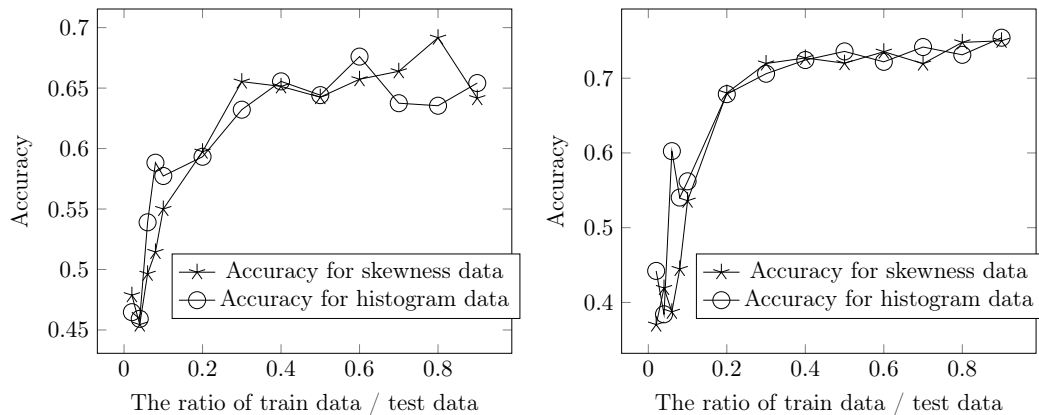 0.7
0.65
0.6
0.55
0.5
0.45
Accuracy
0
0.2
0.4
0.6
0.8
The ratio of train data / test data
Accuracy for skewness data
Accuracy for histogram data
0.7
0.6
0.5
0.4
Accuracy
0
0.2
0.4
0.6
0.8
The ratio of train data / test data
Accuracy for skewness data
Accuracy for histogram data